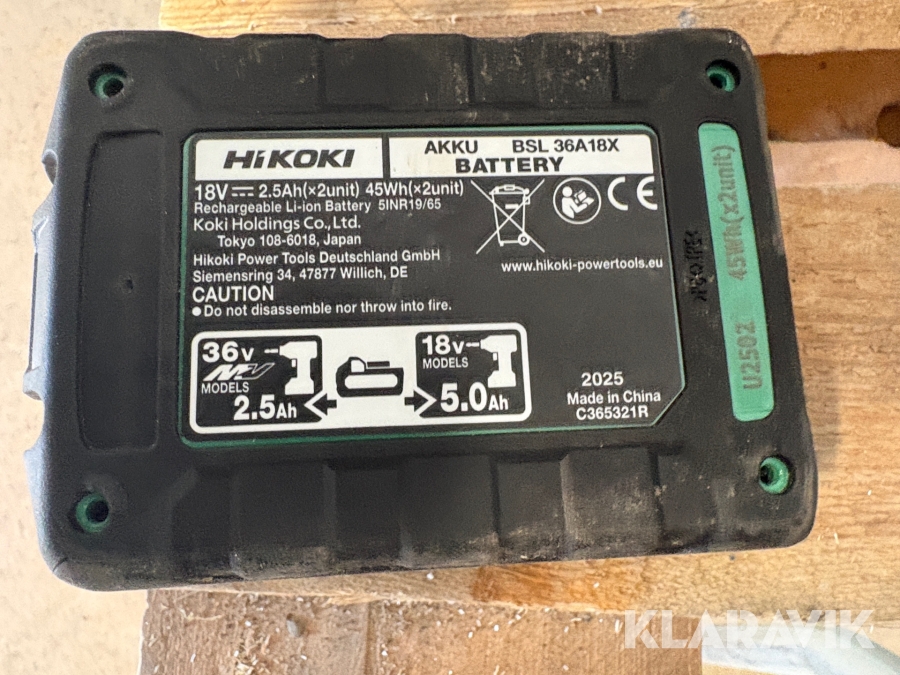 HiKOKI
AKKU BSL 36A18X
BATTERY
18V 2.5Ah(×2unit) 45Wh(×2unit)
Rechargeable Li-ion Battery 5INR19/65
Koki Holdings Co.,Ltd.
Tokyo 108-6018, Japan
Hikoki Power Tools Deutschland GmbH
Siemensring 34, 47877 Willich, DE
CAUTION
● Do not disassemble nor throw into fire.
CE
www.hikoki-powertools.eu
36V
MV
MODELS
2.5Ah
18V
MODELS
5.0Ah
2025
Made in China
C365321R
U2502 45Wh(x2unit)
KLARAVIK